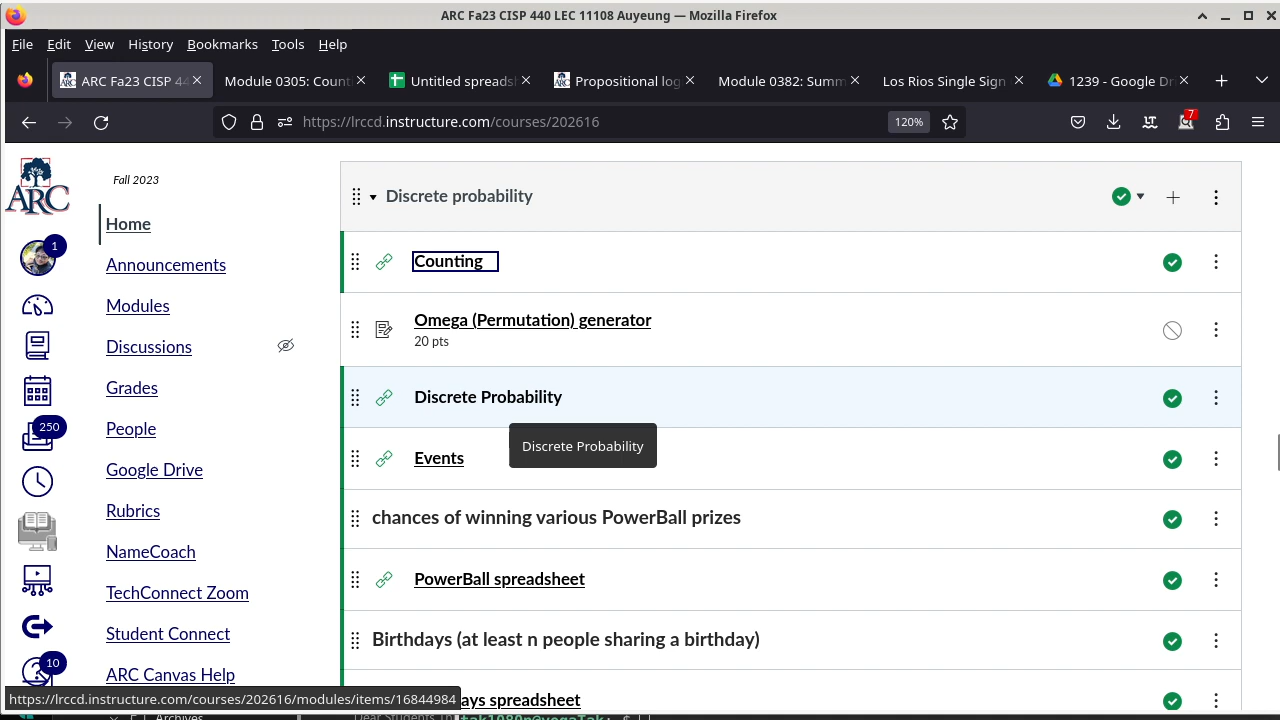 ARC Fa23 CISP 440 LEC 11108 Auyeung — Mozilla Firefox
File Edit View History Bookmarks Tools Help
ARC Fa23 CISP 44
Module 0305: Count
Untitled spreads
Propositional log
Module 0382: Summ
Los Rios Single Sign
1239 - Google Dr
https://lrccd.instructure.com/courses/202616
120%
7
ARC
Fall 2023
Home
Announcements
Modules
Discussions
Grades
People
Google Drive
Rubrics
NameCoach
TechConnect Zoom
Student Connect
ARC Canvas Help
1
250
10
Discrete probability
Counting
Omega (Permutation) generator
20 pts
Discrete Probability
Discrete Probability
Events
chances of winning various PowerBall prizes
PowerBall spreadsheet
Birthdays (at least n people sharing a birthday)
ays spreadsheet
https://lrccd.instructure.com/courses/202616/modules/items/16844984
Archives
Dear Students